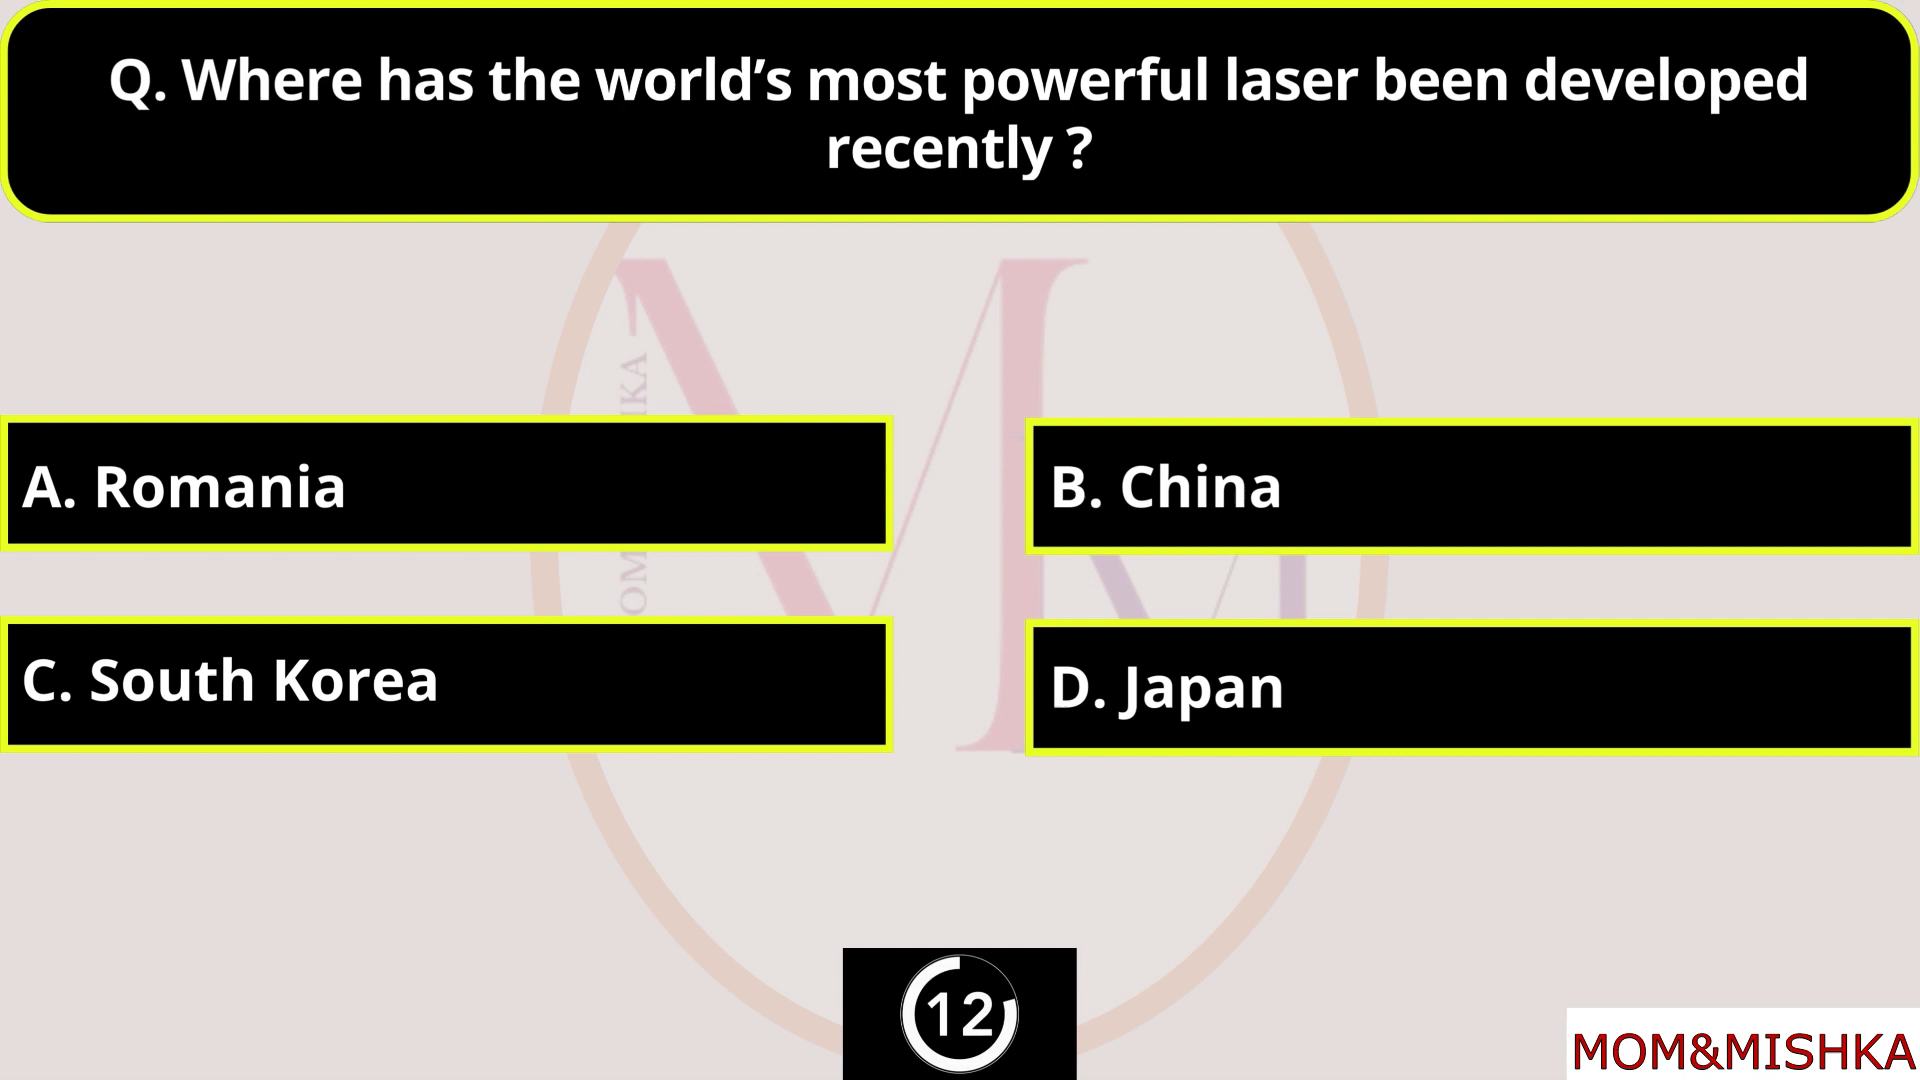 Q. Where has the world’s most powerful laser been developed
recently ?
A. Romania
B. China
C. South Korea
D. Japan
12
MOM&MISHKA